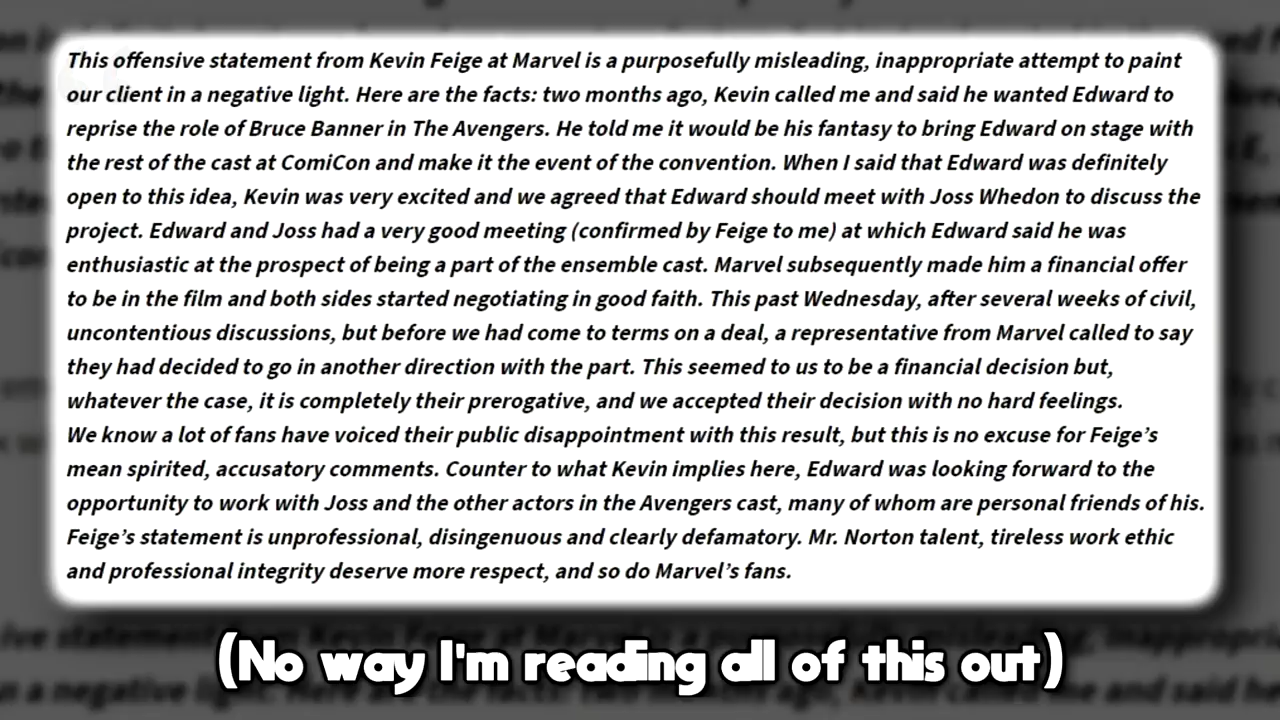 This offensive statement from Kevin Feige at Marvel is a purposefully misleading, inappropriate attempt to paint
our client in a negative light. Here are the facts: two months ago, Kevin called me and said he wanted Edward to
reprise the role of Bruce Banner in The Avengers. He told me it would be his fantasy to bring Edward on stage with
the rest of the cast at ComiCon and make it the event of the convention. When I said that Edward was definitely
open to this idea, Kevin was very excited and we agreed that Edward should meet with Joss Whedon to discuss the
project. Edward and Joss had a very good meeting (confirmed by Feige to me) at which Edward said he was
enthusiastic at the prospect of being a part of the ensemble cast. Marvel subsequently made him a financial offer
to be in the film and both sides started negotiating in good faith. This past Wednesday, after several weeks of civil,
uncontentious discussions, but before we had come to terms on a deal, a representative from Marvel called to say
they had decided to go in another direction with the part. This seemed to us to be a financial decision but,
whatever the case, it is completely their prerogative, and we accepted their decision with no hard feelings.
We know a lot of fans have voiced their public disappointment with this result, but this is no excuse for Feige's
mean spirited, accusatory comments. Counter to what Kevin implies here, Edward was looking forward to the
opportunity to work with Joss and the other actors in the Avengers cast, many of whom are personal friends of his.
Feige's statement is unprofessional, disingenuous and clearly defamatory. Mr. Norton talent, tireless work ethic
and professional integrity deserve more respect, and so do Marvel's fans.
(No way I'm reading all of this out)